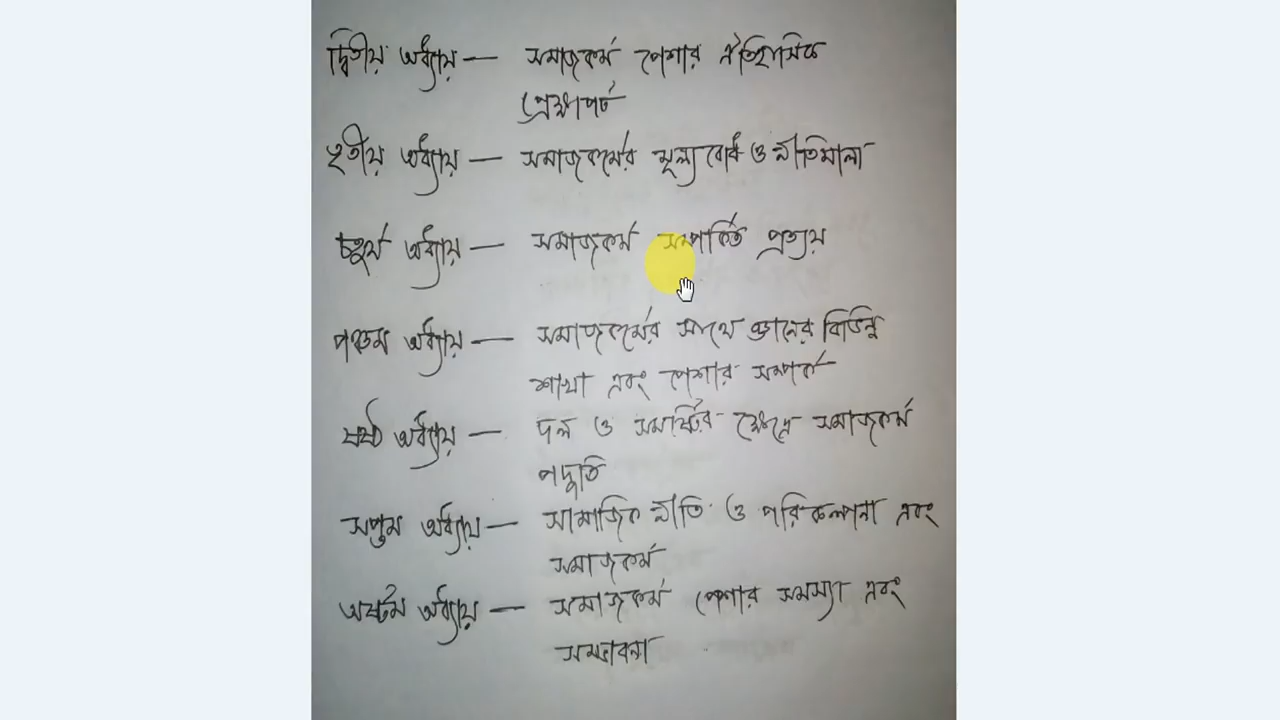 দ্বিতীয় অধ্যায় — সমাজকর্ম পেশার ঐতিহাসিক
প্রেক্ষাপট
তৃতীয় অধ্যায় — সমাজকর্মের মূল্যবোধ ও নীতিমালা
চতুর্থ অধ্যায় — সমাজকর্ম সম্পর্কিত প্রত্যয়
পঞ্চম অধ্যায় — সমাজকর্মের সাথে জ্ঞানের বিভিন্ন
শাখা এবং পেশার সম্পর্ক
ষষ্ঠ অধ্যায় — দল ও সমষ্টির ক্ষেত্রে সমাজকর্ম
পদ্ধতি
সপ্তম অধ্যায় — সামাজিক নীতি ও পরিকল্পনা এবং
সমাজকর্ম
অষ্টম অধ্যায় — সমাজকর্ম পেশার সমস্যা এবং
সম্ভাবনা